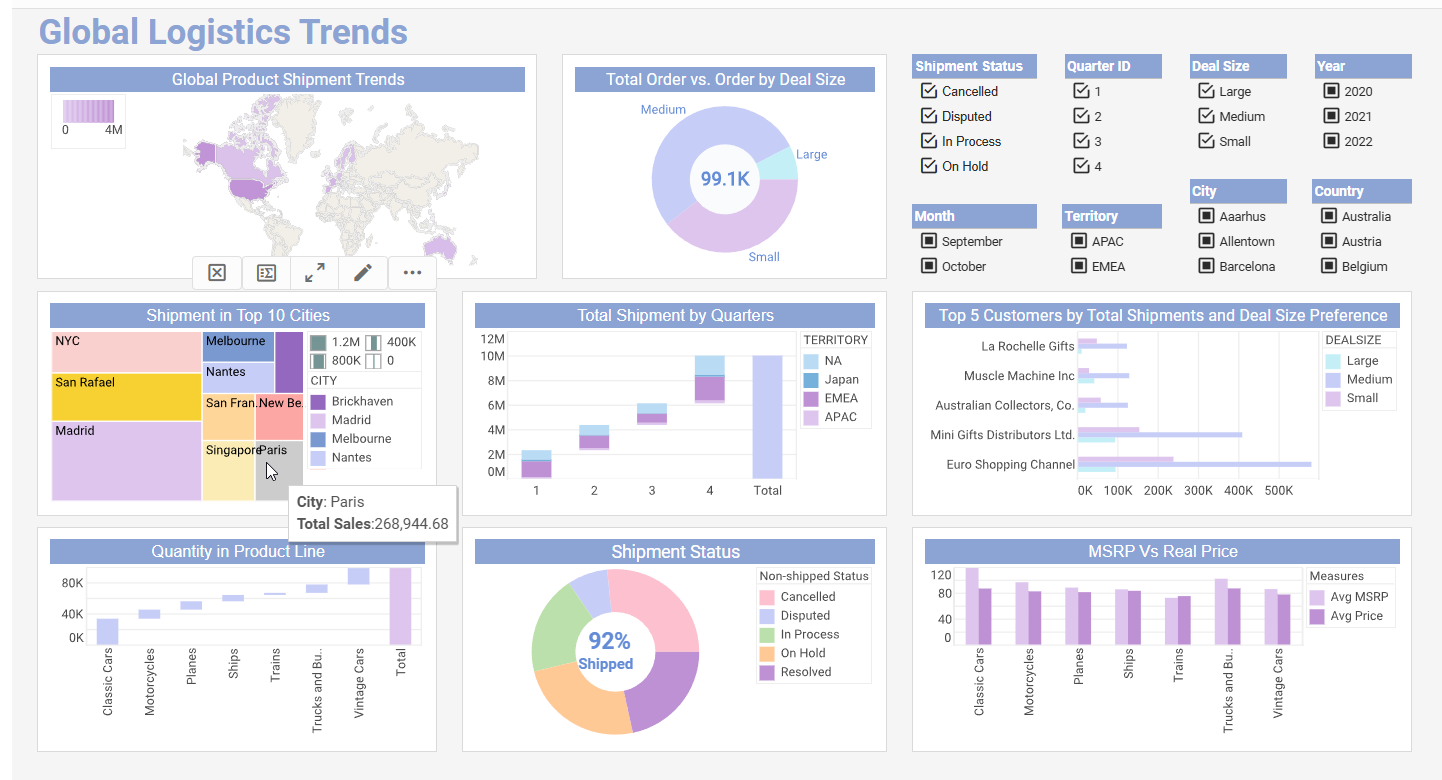 Global Logistics Trends
Global Product Shipment Trends
0 4M
Total Order vs. Order by Deal Size
Medium
Large
99.1K
Small
Shipment Status
Cancelled
Disputed
In Process
On Hold
Quarter ID
1
2
3
4
Deal Size
Large
Medium
Small
Year
2020
2021
2022
Month
September
October
Territory
APAC
EMEA
City
Aaarhus
Allentown
Barcelona
Country
Australia
Austria
Belgium
Shipment in Top 10 Cities
NYC
San Rafael
Madrid
Melbourne
Nantes
San Fran.
New Be.
Singapore
Paris
1.2M 400K
800K 0
CITY
Brickhaven
Madrid
Melbourne
Nantes
City: Paris
Total Sales:268,944.68
Total Shipment by Quarters
12M
10M
8M
6M
4M
2M
0M
1 2 3 4 Total
TERRITORY
NA
Japan
EMEA
APAC
Top 5 Customers by Total Shipments and Deal Size Preference
La Rochelle Gifts
Muscle Machine Inc
Australian Collectors, Co.
Mini Gifts Distributors Ltd.
Euro Shopping Channel
0K 100K 200K 300K 400K 500K
DEALSIZE
Large
Medium
Small
Quantity in Product Line
80K
40K
0K
Classic Cars
Motorcycles
Planes
Ships
Trains
Trucks and Bu..
Vintage Cars
Total
Shipment Status
92%
Shipped
Non-shipped Status
Cancelled
Disputed
In Process
On Hold
Resolved
MSRP Vs Real Price
120
80
40
0
Classic Cars
Motorcycles
Planes
Ships
Trains
Trucks and Bu..
Vintage Cars
Measures
Avg MSRP
Avg Price